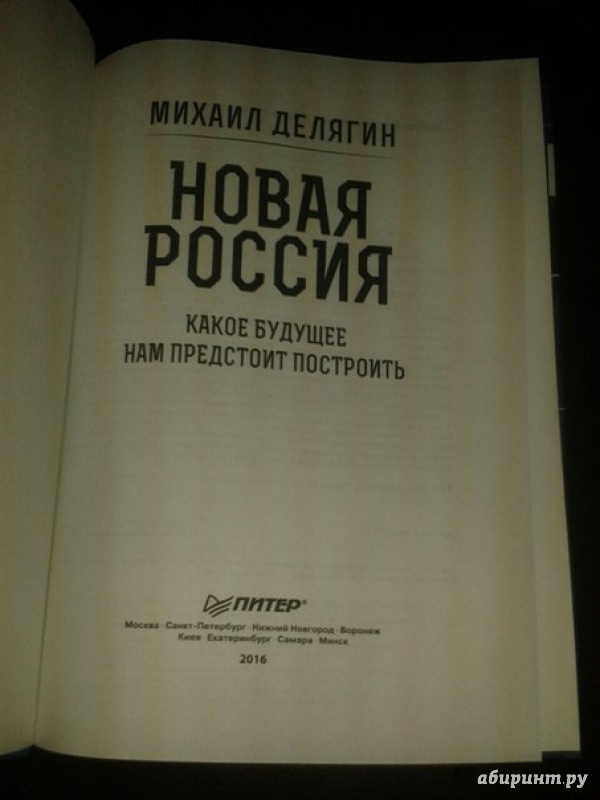 МИХАИЛ ДЕЛЯГИН
НОВАЯ
РОССИЯ
КАКОЕ БУДУЩЕЕ
НАМ ПРЕДСТОИТ ПОСТРОИТЬ
ПИТЕР®
Москва · Санкт-Петербург · Нижний Новгород · Воронеж
Киев · Екатеринбург · Самара · Минск
2016
абиринт.ру